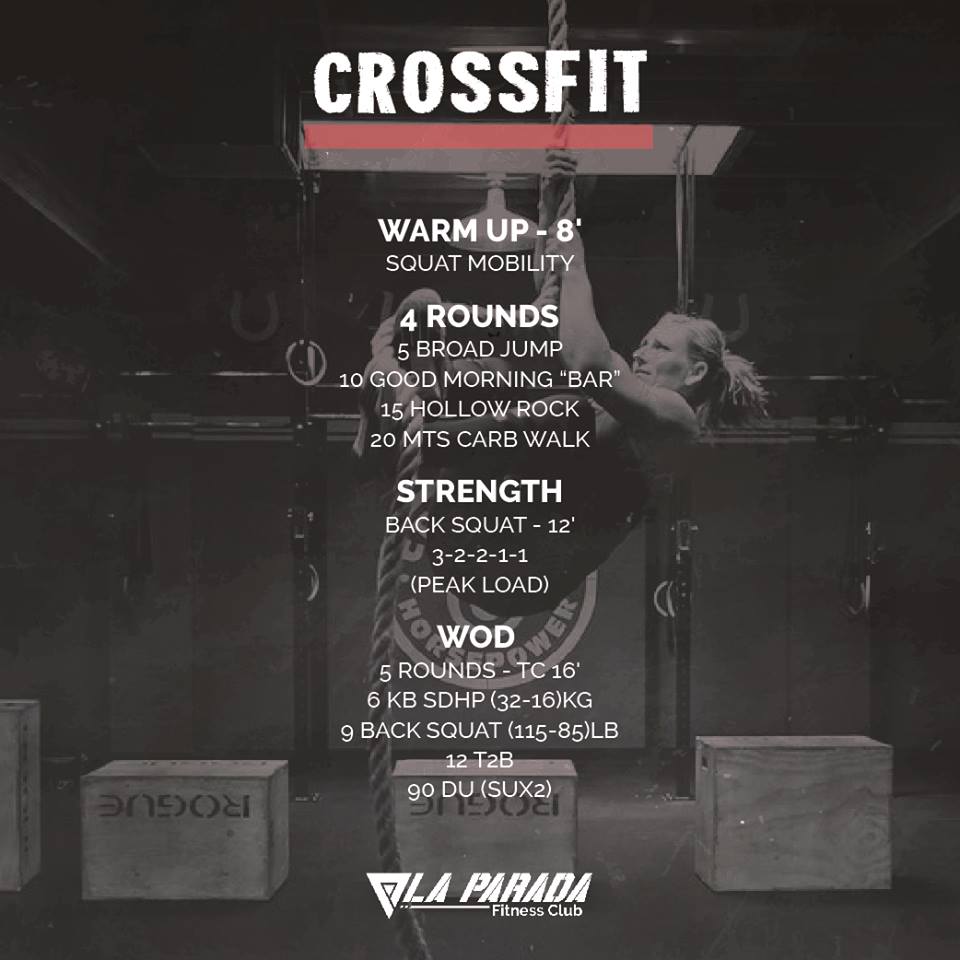 CROSSFIT
WARM UP - 8'
SQUAT MOBILITY
4 ROUNDS
5 BROAD JUMP
10 GOOD MORNING “BAR”
15 HOLLOW ROCK
20 MTS CARB WALK
STRENGTH
BACK SQUAT - 12'
3-2-2-1-1
(PEAK LOAD)
HORSEPOWER
WOD
5 ROUNDS - TC 16'
6 KB SDHP (32-16)KG
9 BACK SQUAT (115-85)LB
12 T2B
90 DU (SUX2)
ROGUE
ROGUE
LA PARADA
Fitness Club